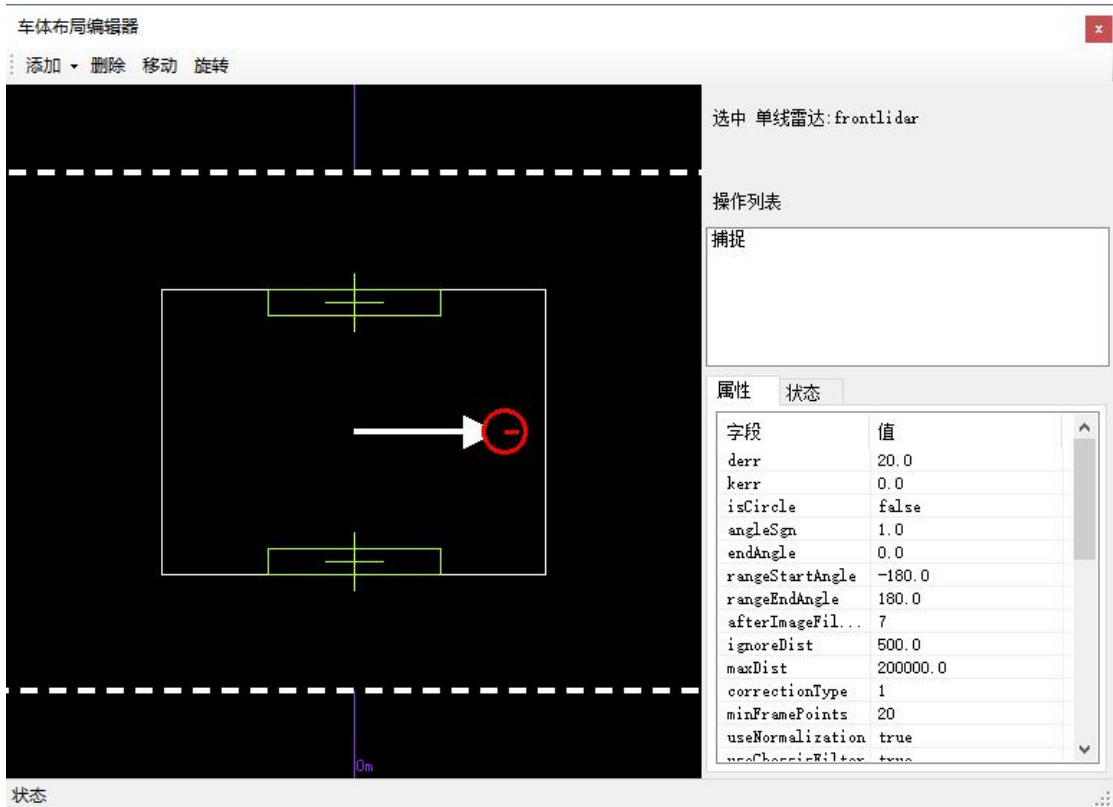 车体布局编辑器
x
添加 删除 移动 旋转
选中 单线雷达:frontlidar
操作列表
捕捉
属性 状态
字段 值
derr 20.0
kerr 0.0
isCircle false
angleSgn 1.0
endAngle 0.0
rangeStartAngle -180.0
rangeEndAngle 180.0
afterImageFil... 7
ignoreDist 500.0
maxDist 200000.0
correctionType 1
minFramePoints 20
useNormalization true
useChassisFilter true
0m
状态